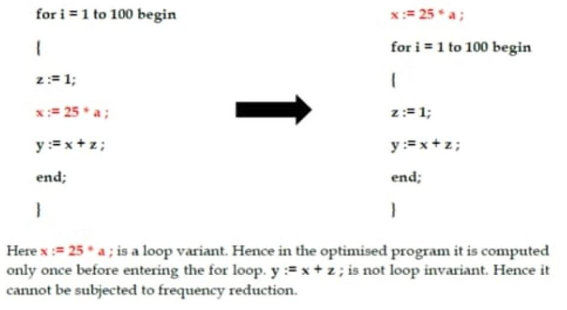 for i = 1 to 100 begin
{
z := 1;
x := 25 * a ;
y := x + z ;
end;
}
x := 25 * a ;
for i = 1 to 100 begin
{
z := 1;
y := x + z ;
end;
}
Here x := 25 * a ; is a loop variant. Hence in the optimised program it is computed
only once before entering the for loop. y := x + z ; is not loop invariant. Hence it
cannot be subjected to frequency reduction.